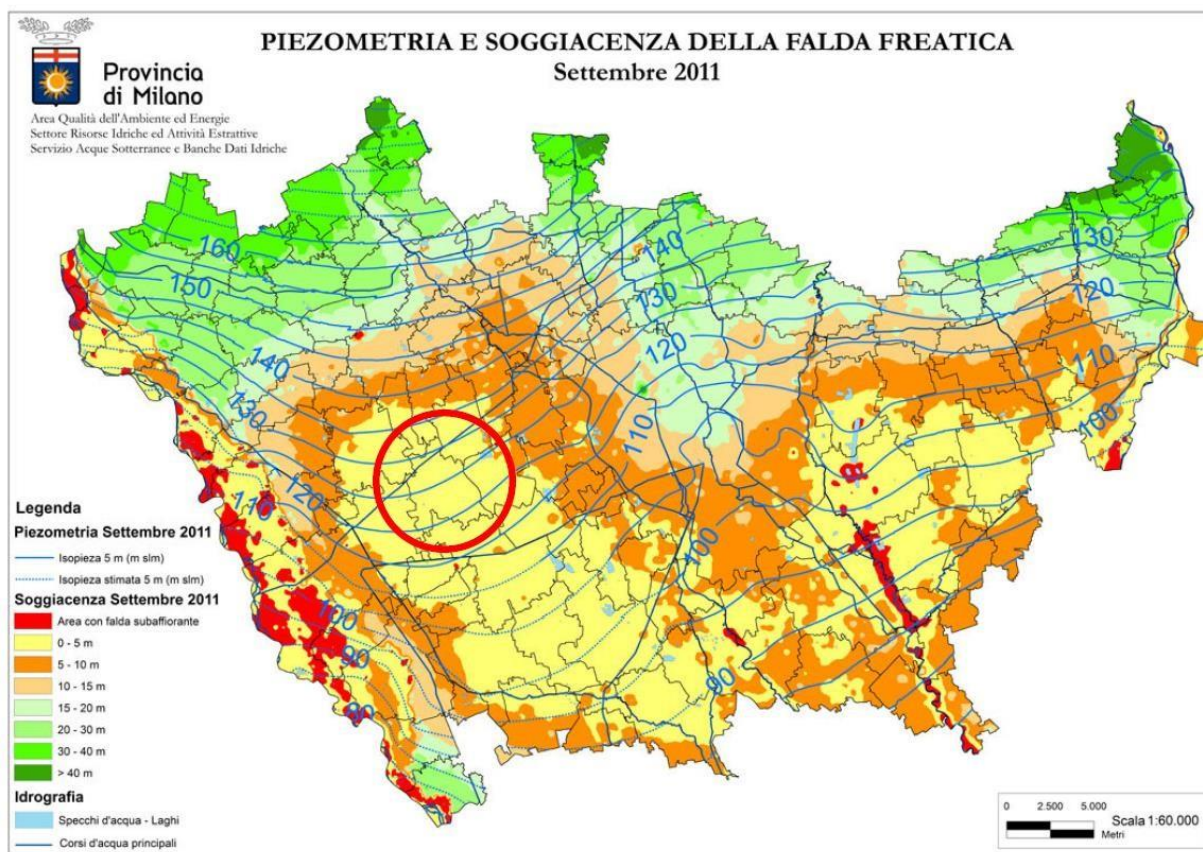 PIEZOMETRIA E SOGGIACENZA DELLA FALDA FREATICA
Settembre 2011
Provincia
di Milano
Area Qualità dell'Ambiente ed Energie
Settore Risorse Idriche ed Attività Estrattive
Servizio Acque Sotterranee e Banche Dati Idriche
160
150
140
130
120
110
100
90
80
140
130
120
110
100
90
130
120
110
100
Legenda
Piezometria Settembre 2011
Isopieza 5 m (m slm)
Isopieza stimata 5 m (m slm)
Soggiacenza Settembre 2011
Area con falda subaffiorante
0 - 5 m
5 - 10 m
10 - 15 m
15 - 20 m
20 - 30 m
30 - 40 m
> 40 m
Idrografia
Specchi d'acqua - Laghi
Corsi d'acqua principali
0 2.500 5.000
Scala 1:60.000
Metri